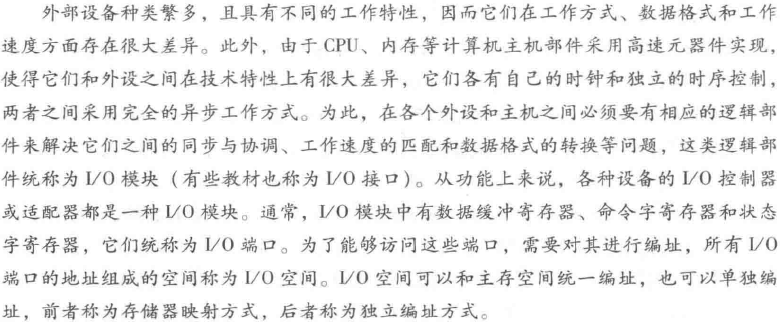 外部设备种类繁多，且具有不同的工作特性，因而它们在工作方式、数据格式和工作
速度方面存在很大差异。此外，由于 CPU、内存等计算机主机部件采用高速元器件实现，
使得它们和外设之间在技术特性上有很大差异，它们各有自己的时钟和独立的时序控制，
两者之间采用完全的异步工作方式。为此，在各个外设和主机之间必须要有相应的逻辑部
件来解决它们之间的同步与协调、工作速度的匹配和数据格式的转换等问题，这类逻辑部
件统称为 I/O 模块（有些教材也称为 I/O 接口）。从功能上来说，各种设备的 I/O 控制器
或适配器都是一种 I/O 模块。通常，I/O 模块中有数据缓冲寄存器、命令字寄存器和状态
字寄存器，它们统称为 I/O 端口。为了能够访问这些端口，需要对其进行编址，所有 I/O
端口的地址组成的空间称为 I/O 空间。I/O 空间可以和主存空间统一编址，也可以单独编
址，前者称为存储器映射方式，后者称为独立编址方式。